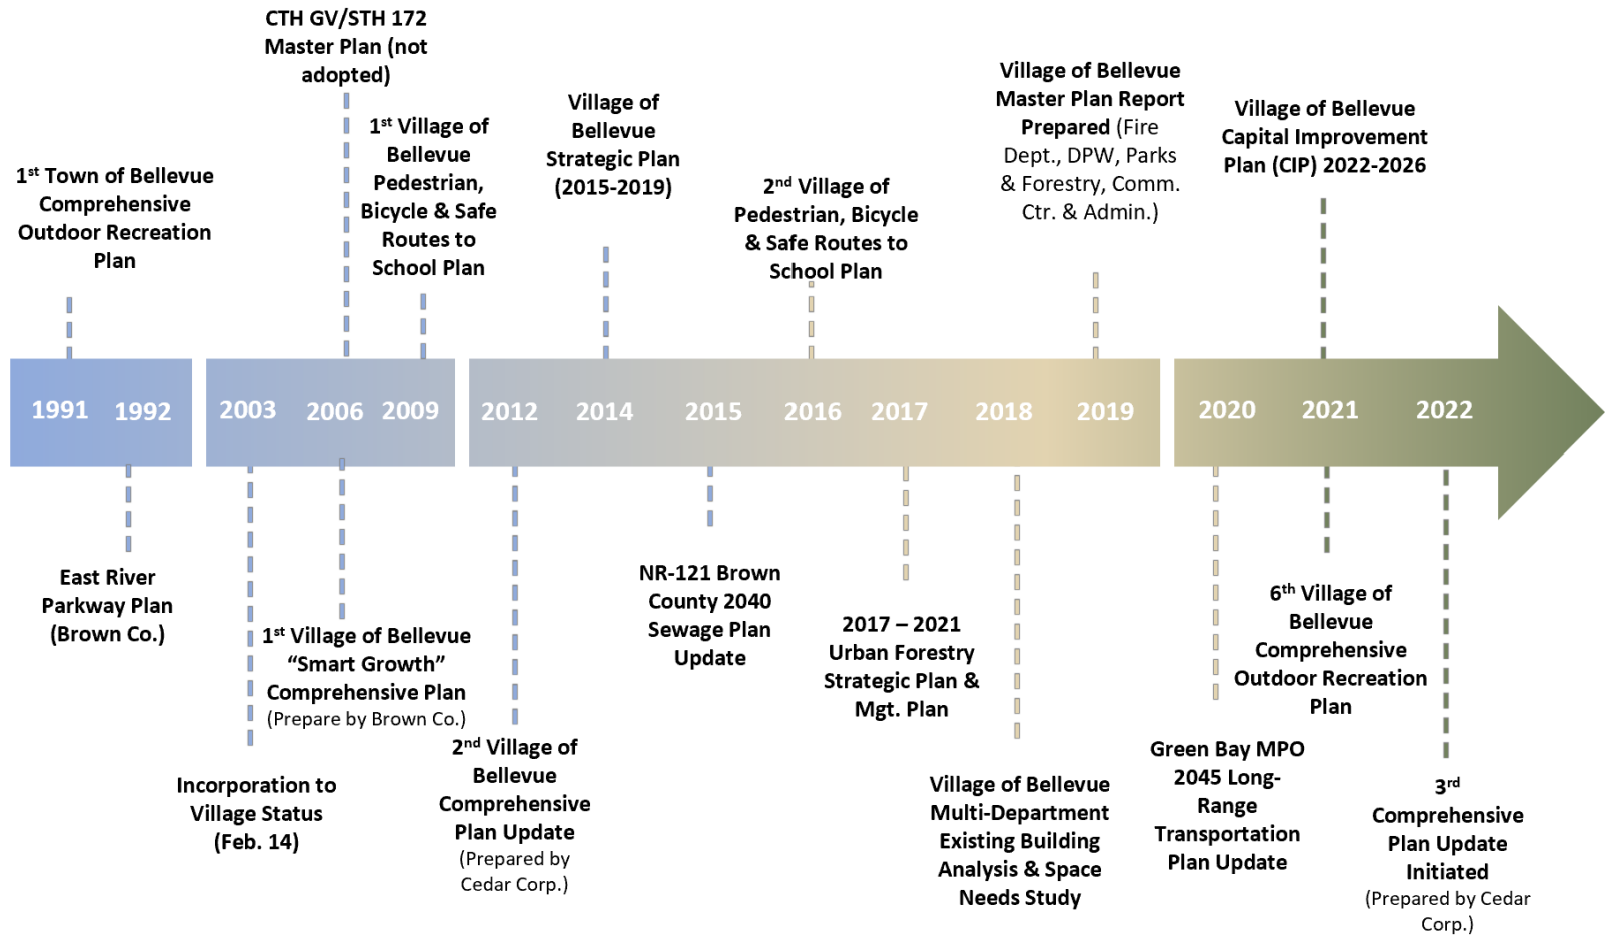 CTH GV/STH 172
Master Plan (not
adopted)
1st Town of Bellevue
Comprehensive
Outdoor Recreation
Plan
1st Village of
Bellevue
Pedestrian,
Bicycle & Safe
Routes to
School Plan
Village of
Bellevue
Strategic Plan
(2015-2019)
2nd Village of
Pedestrian, Bicycle
& Safe Routes to
School Plan
Village of Bellevue
Master Plan Report
Prepared (Fire
Dept., DPW, Parks
& Forestry, Comm.
Ctr. & Admin.)
Village of Bellevue
Capital Improvement
Plan (CIP) 2022-2026
1991 1992 2003 2006 2009 2012 2014 2015 2016 2017 2018 2019 2020 2021 2022
East River
Parkway Plan
(Brown Co.)
Incorporation to
Village Status
(Feb. 14)
1st Village of Bellevue
“Smart Growth”
Comprehensive Plan
(Prepare by Brown Co.)
2nd Village of
Bellevue
Comprehensive
Plan Update
(Prepared by
Cedar Corp.)
NR-121 Brown
County 2040
Sewage Plan
Update
2017 – 2021
Urban Forestry
Strategic Plan &
Mgt. Plan
Village of Bellevue
Multi-Department
Existing Building
Analysis & Space
Needs Study
Green Bay MPO
2045 Long-
Range
Transportation
Plan Update
6th Village of
Bellevue
Comprehensive
Outdoor Recreation
Plan
3rd
Comprehensive
Plan Update
Initiated
(Prepared by Cedar
Corp.)